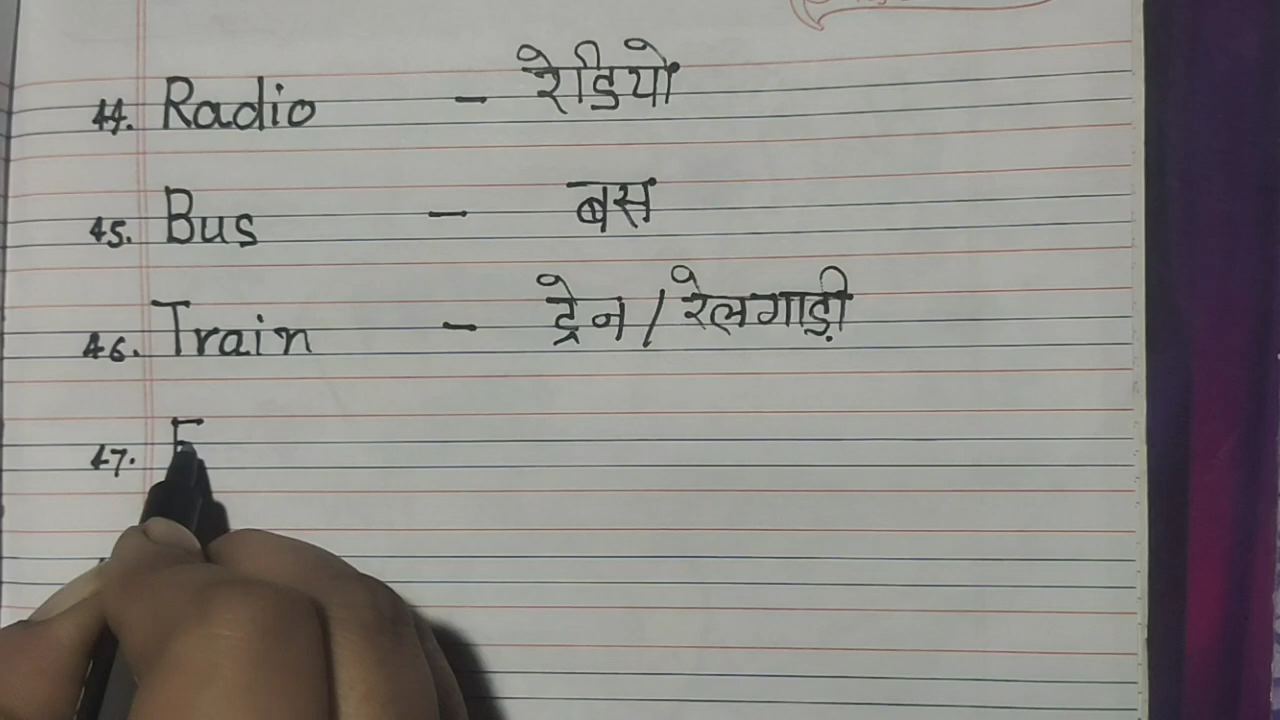 44. Radio - रेडियो
45. Bus - बस
46. Train - ट्रेन / रेलगाड़ी
47. F